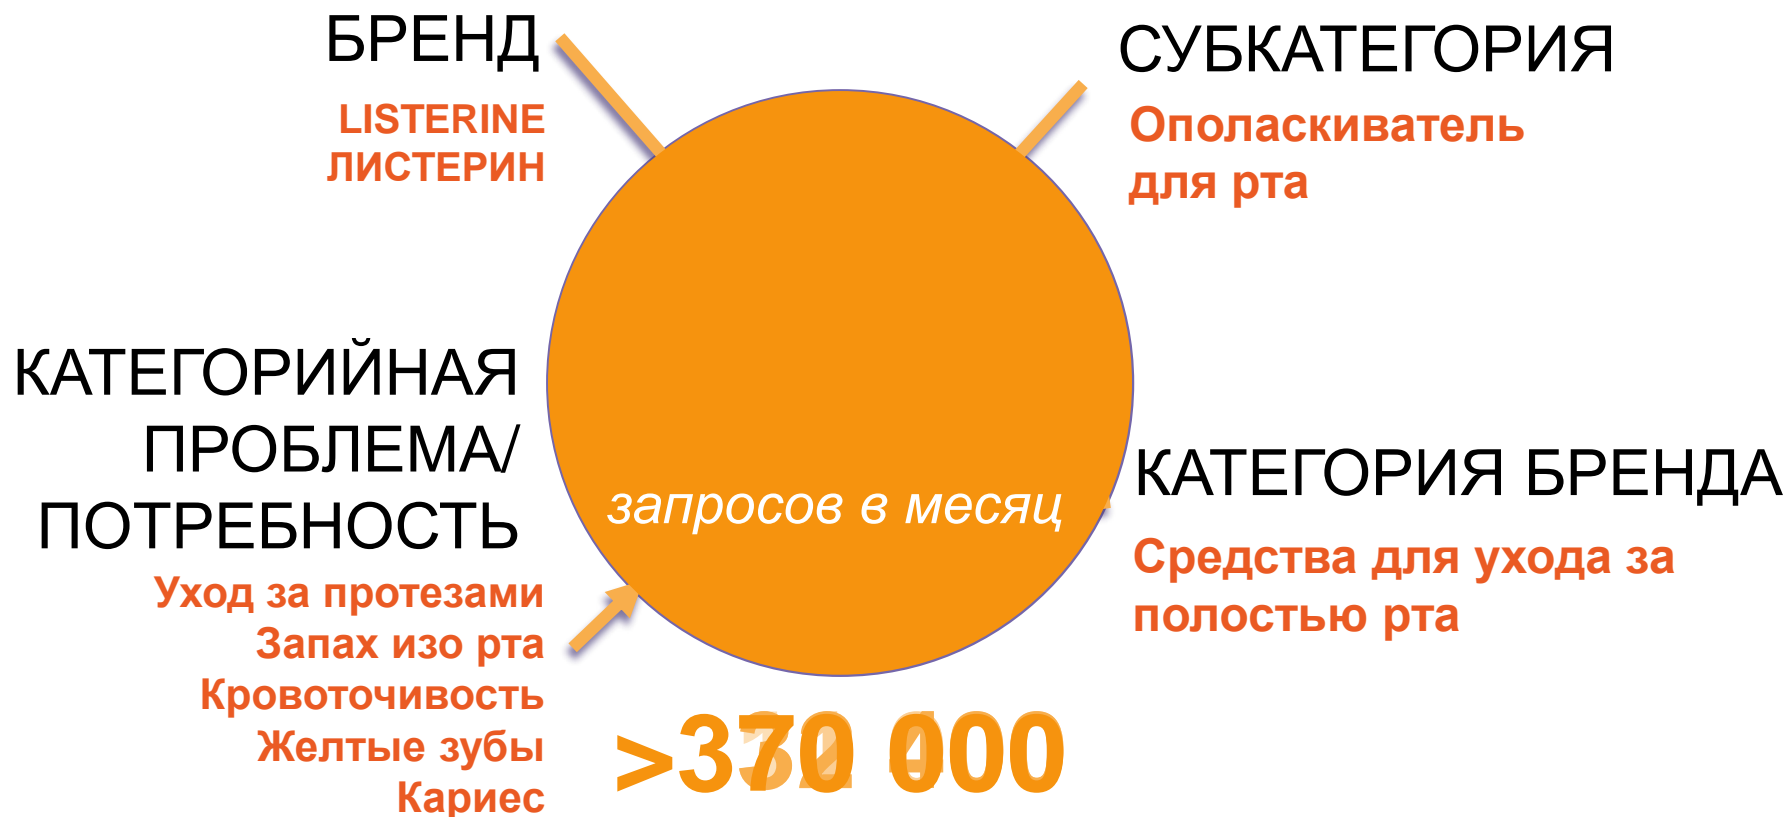 БРЕНД
LISTERINE
ЛИСТЕРИН
СУБКАТЕГОРИЯ
Ополаскиватель
для рта
КАТЕГОРИЙНАЯ
ПРОБЛЕМА/
ПОТРЕБНОСТЬ
Уход за протезами
Запах изо рта
Кровоточивость
Желтые зубы
Кариес
запросов в месяц
КАТЕГОРИЯ БРЕНДА
Средства для ухода за
полостью рта
>370 000